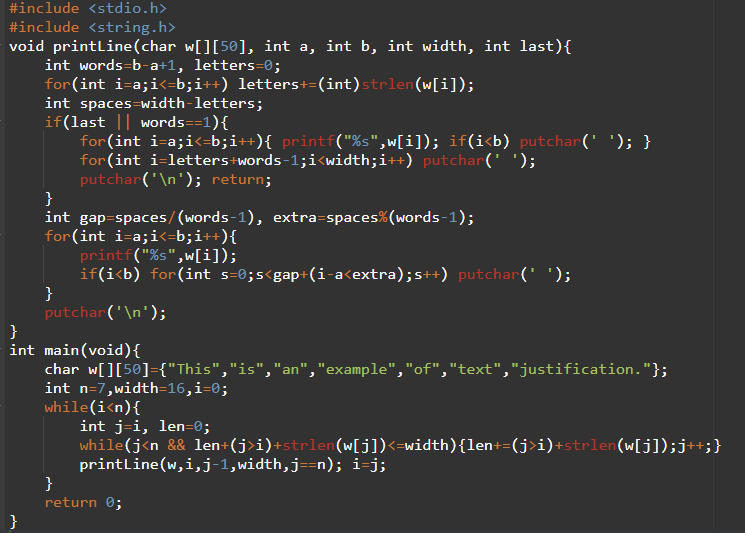 #include <stdio.h>
#include <string.h>
void printLine(char w[][50], int a, int b, int width, int last){
    int words=b-a+1, letters=0;
    for(int i=a;i<=b;i++) letters+=(int)strlen(w[i]);
    int spaces=width-letters;
    if(last || words==1){
        for(int i=a;i<=b;i++){ printf("%s",w[i]); if(i<b) putchar(' '); }
        for(int i=letters+words-1;i<width;i++) putchar(' ');
        putchar('\n'); return;
    }
    int gap=spaces/(words-1), extra=spaces%(words-1);
    for(int i=a;i<=b;i++){
        printf("%s",w[i]);
        if(i<b) for(int s=0;s<gap+(i-a<extra);s++) putchar(' ');
    }
    putchar('\n');
}
int main(void){
    char w[][50]={"This","is","an","example","of","text","justification."};
    int n=7,width=16,i=0;
    while(i<n){
        int j=i, len=0;
        while(j<n && len+(j>i)+strlen(w[j])<=width){len+=(j>i)+strlen(w[j]);j++;}
        printLine(w,i,j-1,width,j==n); i=j;
    }
    return 0;
}